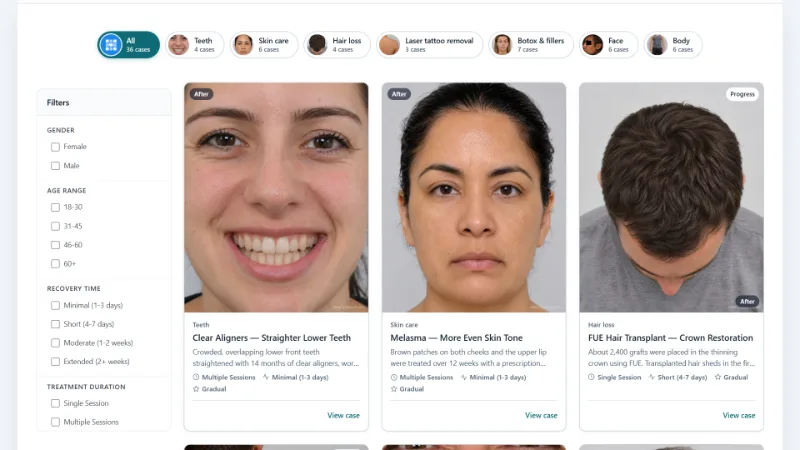 All
36 cases
Teeth
4 cases
Skin care
6 cases
Hair loss
4 cases
Laser tattoo removal
3 cases
Botox & fillers
7 cases
Face
6 cases
Body
6 cases
Filters
GENDER
Female
Male
AGE RANGE
18-30
31-45
46-60
60+
RECOVERY TIME
Minimal (1-3 days)
Short (4-7 days)
Moderate (1-2 weeks)
Extended (2+ weeks)
TREATMENT DURATION
Single Session
Multiple Sessions
After
Teeth
Clear Aligners — Straighter Lower Teeth
Crowded, overlapping lower front teeth
straightened with 14 months of clear aligners, wor...
Multiple Sessions Minimal (1-3 days)
Gradual
View case
After
Skin care
Melasma — More Even Skin Tone
Brown patches on both cheeks and the upper lip
were treated over 12 weeks with a prescription...
Multiple Sessions Minimal (1-3 days)
Gradual
View case
Progress
After
Hair loss
FUE Hair Transplant — Crown Restoration
About 2,400 grafts were placed in the thinning
crown using FUE. Transplanted hair sheds in the fir...
Single Session Short (4-7 days) Gradual
View case